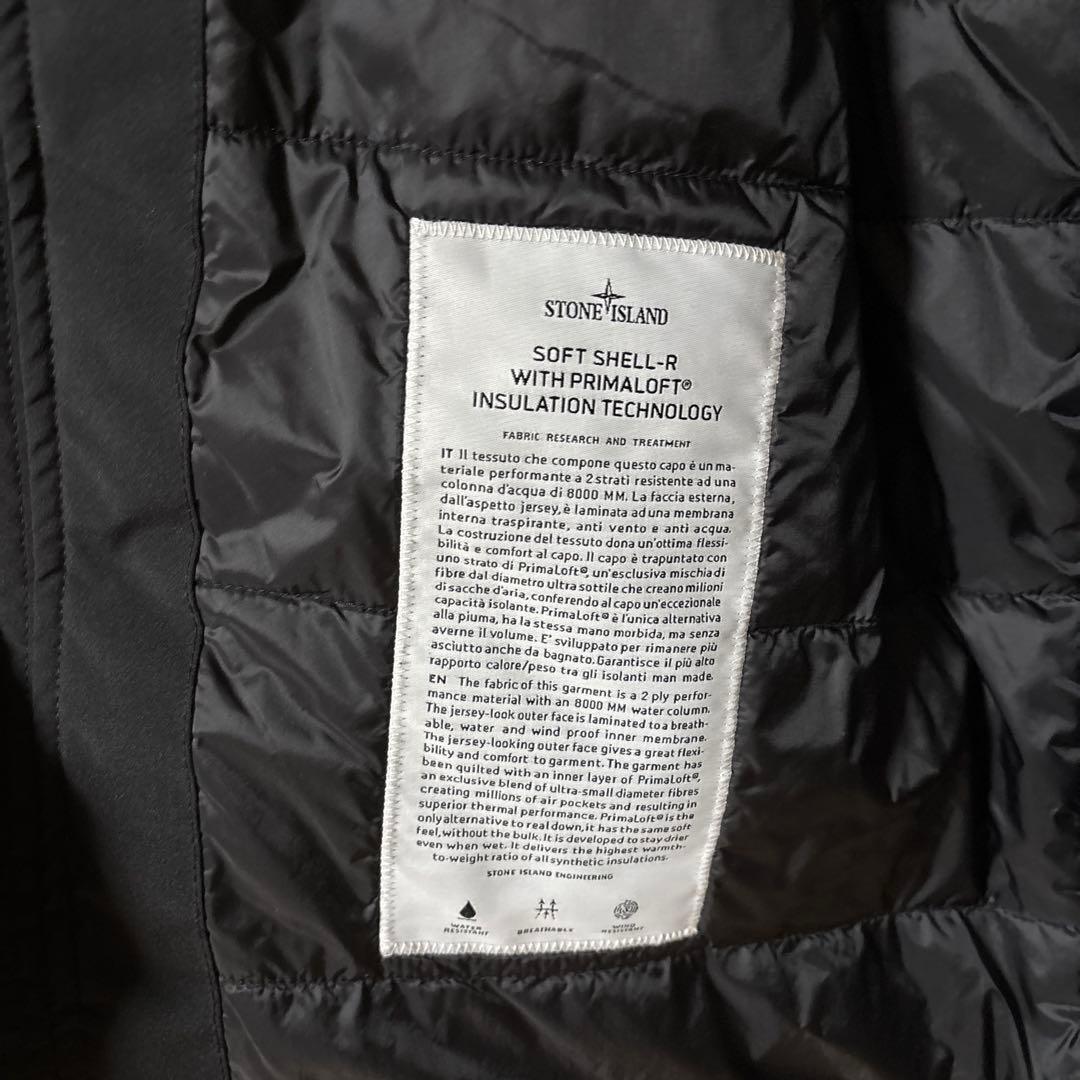 STONE ISLAND
SOFT SHELL-R
WITH PRIMALOFT®
INSULATION TECHNOLOGY
FABRIC RESEARCH AND TREATMENT
IT Il tessuto che compone questo capo è un ma-
teriale performante a 2 strati resistente ad una
colonna d'acqua di 8000 MM. La faccia esterna,
dall'aspetto jersey, è laminata ad una membrana
interna traspirante, anti vento e anti acqua.
La costruzione del tessuto dona un'ottima flessi-
bilità e comfort al capo. Il capo è trapuntato con
uno strato di PrimaLoft®, un'esclusiva mischia di
fibre dal diametro ultra sottile che creano milioni
di sacche d'aria, conferendo al capo un'eccezionale
capacità isolante. PrimaLoft® è l'unica alternativa
alla piuma, ha la stessa mano morbida, ma senza
averne il volume. E' sviluppato per rimanere più
asciutto anche da bagnato. Garantisce il più alto
rapporto calore/peso tra gli isolanti man made.
EN The fabric of this garment is a 2 ply perfor-
mance material with an 8000 MM water column.
The jersey-look outer face is laminated to a breath-
able, water and wind proof inner membrane.
The jersey-looking outer face gives a great flexi-
bility and comfort to garment. The garment has
been quilted with an inner layer of PrimaLoft®,
an exclusive blend of ultra-small diameter fibres
creating millions of air pockets and resulting in
superior thermal performance. PrimaLoft® is the
only alternative to real down, it has the same soft
feel, without the bulk. It is developed to stay drier
even when wet. It delivers the highest warmth-
to-weight ratio of all synthetic insulations.
STONE ISLAND ENGINEERING
WATER RESISTANT
BREATHABLE
WIND RESISTANT